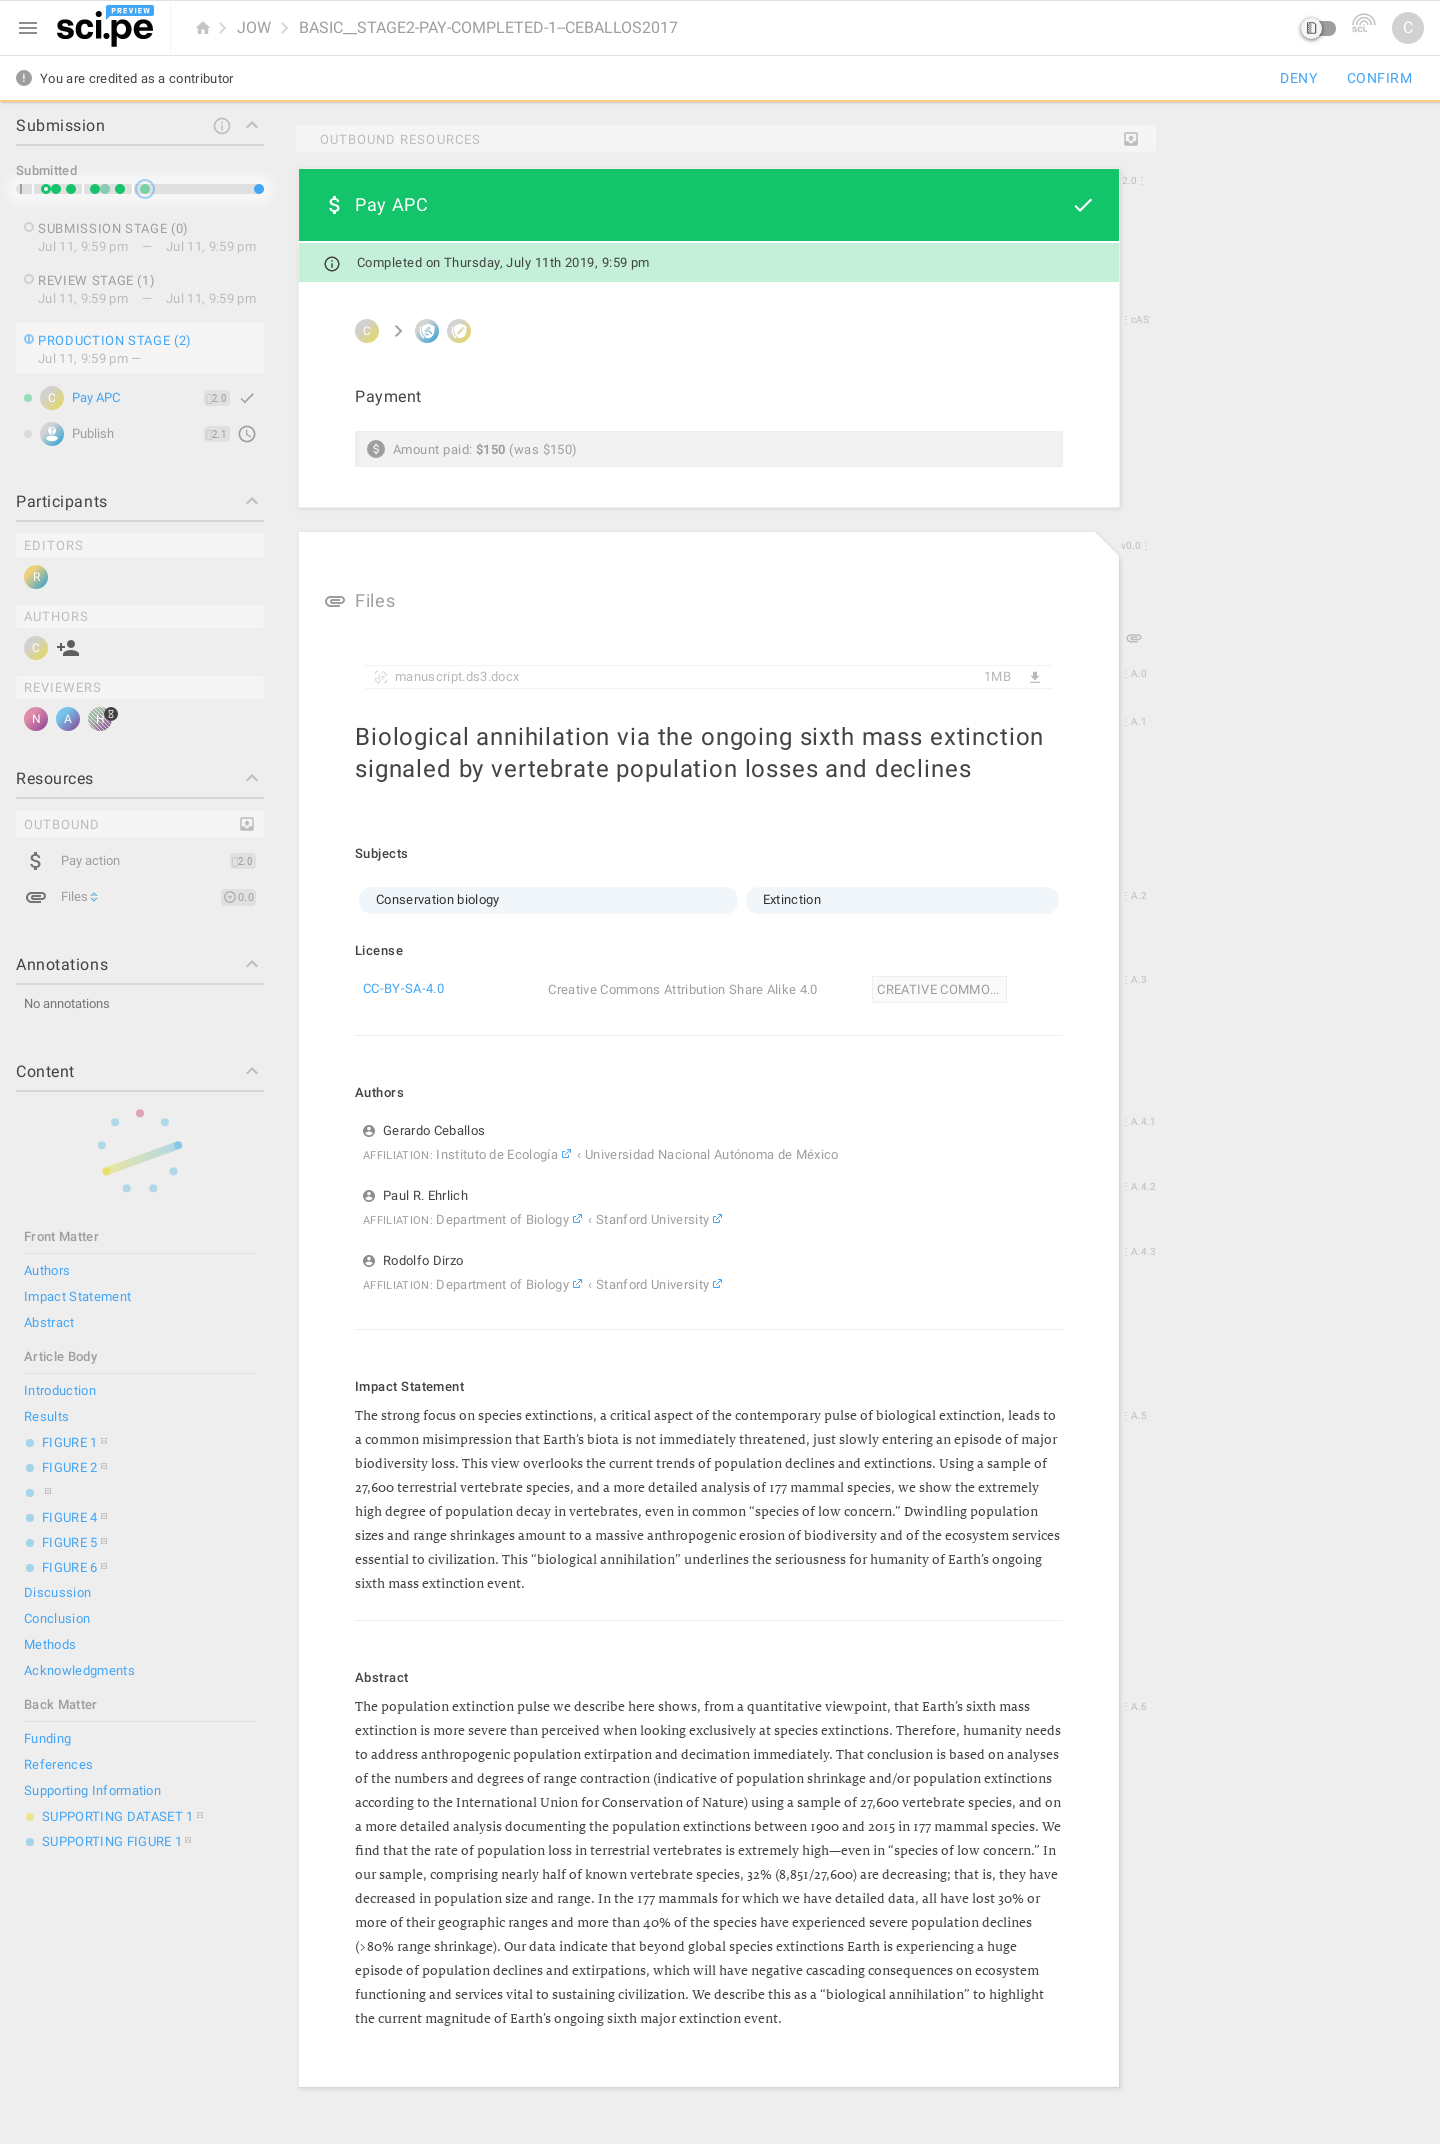 sci.pe PREVIEW
JOW
BASIC__STAGE2-PAY-COMPLETED-1--CEBALLOS2017
sci.
C
You are credited as a contributor
DENY
CONFIRM
Submission
Submitted
SUBMISSION STAGE (0)
Jul 11, 9:59 pm — Jul 11, 9:59 pm
REVIEW STAGE (1)
Jul 11, 9:59 pm — Jul 11, 9:59 pm
PRODUCTION STAGE (2)
Jul 11, 9:59 pm —
C Pay APC 2.0
Publish 2.1
Participants
EDITORS
R
AUTHORS
C
REVIEWERS
N A H
Resources
OUTBOUND
Pay action 2.0
Files 0.0
Annotations
No annotations
Content
Front Matter
Authors
Impact Statement
Abstract
Article Body
Introduction
Results
FIGURE 1
FIGURE 2
FIGURE 4
FIGURE 5
FIGURE 6
Discussion
Conclusion
Methods
Acknowledgments
Back Matter
Funding
References
Supporting Information
SUPPORTING DATASET 1
SUPPORTING FIGURE 1
OUTBOUND RESOURCES
Pay APC
2.0
Completed on Thursday, July 11th 2019, 9:59 pm
C
cAS
Payment
Amount paid: $150 (was $150)
v0.0
Files
manuscript.ds3.docx 1MB
A.0
Biological annihilation via the ongoing sixth mass extinction
signaled by vertebrate population losses and declines
A.1
Subjects
Conservation biology
Extinction
A.2
License
CC-BY-SA-4.0 Creative Commons Attribution Share Alike 4.0 CREATIVE COMMO...
A.3
Authors
Gerardo Ceballos
A.4.1
AFFILIATION: Instituto de Ecología ‹ Universidad Nacional Autónoma de México
Paul R. Ehrlich
A.4.2
AFFILIATION: Department of Biology ‹ Stanford University
Rodolfo Dirzo
A.4.3
AFFILIATION: Department of Biology ‹ Stanford University
Impact Statement
A.5
The strong focus on species extinctions, a critical aspect of the contemporary pulse of biological extinction, leads to
a common misimpression that Earth’s biota is not immediately threatened, just slowly entering an episode of major
biodiversity loss. This view overlooks the current trends of population declines and extinctions. Using a sample of
27,600 terrestrial vertebrate species, and a more detailed analysis of 177 mammal species, we show the extremely
high degree of population decay in vertebrates, even in common “species of low concern.” Dwindling population
sizes and range shrinkages amount to a massive anthropogenic erosion of biodiversity and of the ecosystem services
essential to civilization. This “biological annihilation” underlines the seriousness for humanity of Earth’s ongoing
sixth mass extinction event.
Abstract
A.6
The population extinction pulse we describe here shows, from a quantitative viewpoint, that Earth’s sixth mass
extinction is more severe than perceived when looking exclusively at species extinctions. Therefore, humanity needs
to address anthropogenic population extirpation and decimation immediately. That conclusion is based on analyses
of the numbers and degrees of range contraction (indicative of population shrinkage and/or population extinctions
according to the International Union for Conservation of Nature) using a sample of 27,600 vertebrate species, and on
a more detailed analysis documenting the population extinctions between 1900 and 2015 in 177 mammal species. We
find that the rate of population loss in terrestrial vertebrates is extremely high—even in “species of low concern.” In
our sample, comprising nearly half of known vertebrate species, 32% (8,851/27,600) are decreasing; that is, they have
decreased in population size and range. In the 177 mammals for which we have detailed data, all have lost 30% or
more of their geographic ranges and more than 40% of the species have experienced severe population declines
(>80% range shrinkage). Our data indicate that beyond global species extinctions Earth is experiencing a huge
episode of population declines and extirpations, which will have negative cascading consequences on ecosystem
functioning and services vital to sustaining civilization. We describe this as a “biological annihilation” to highlight
the current magnitude of Earth’s ongoing sixth major extinction event.